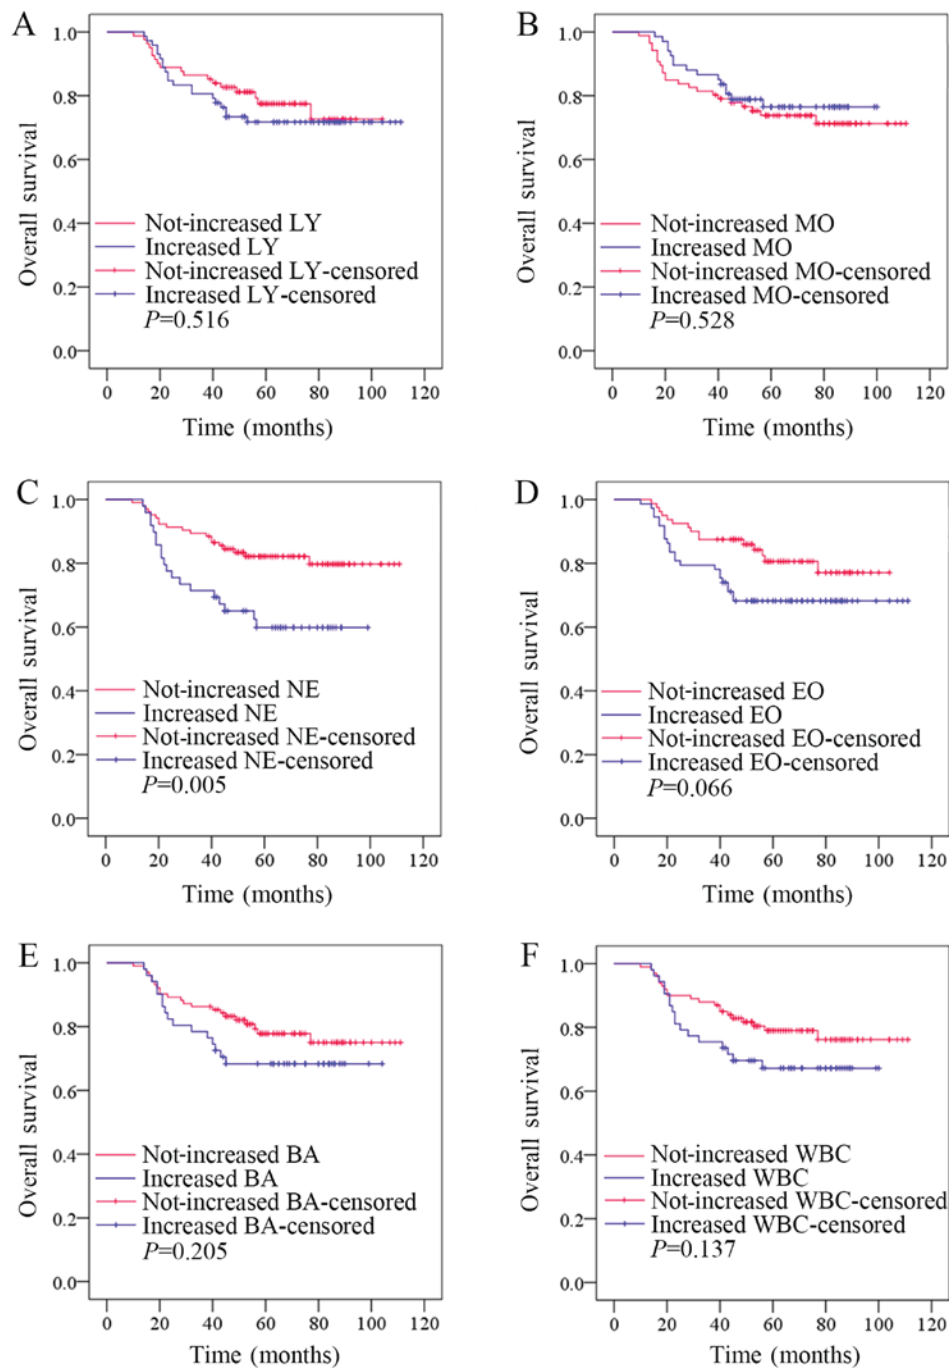 A
Overall survival
1.0
0.8
0.6
0.4
0.2
0.0
Not-increased LY
Increased LY
Not-increased LY-censored
Increased LY-censored
P=0.516
0 20 40 60 80 100 120
Time (months)
B
Overall survival
1.0
0.8
0.6
0.4
0.2
0.0
Not-increased MO
Increased MO
Not-increased MO-censored
Increased MO-censored
P=0.528
0 20 40 60 80 100 120
Time (months)
C
Overall survival
1.0
0.8
0.6
0.4
0.2
0.0
Not-increased NE
Increased NE
Not-increased NE-censored
Increased NE-censored
P=0.005
0 20 40 60 80 100 120
Time (months)
D
Overall survival
1.0
0.8
0.6
0.4
0.2
0.0
Not-increased EO
Increased EO
Not-increased EO-censored
Increased EO-censored
P=0.066
0 20 40 60 80 100 120
Time (months)
E
Overall survival
1.0
0.8
0.6
0.4
0.2
0.0
Not-increased BA
Increased BA
Not-increased BA-censored
Increased BA-censored
P=0.205
0 20 40 60 80 100 120
Time (months)
F
Overall survival
1.0
0.8
0.6
0.4
0.2
0.0
Not-increased WBC
Increased WBC
Not-increased WBC-censored
Increased WBC-censored
P=0.137
0 20 40 60 80 100 120
Time (months)